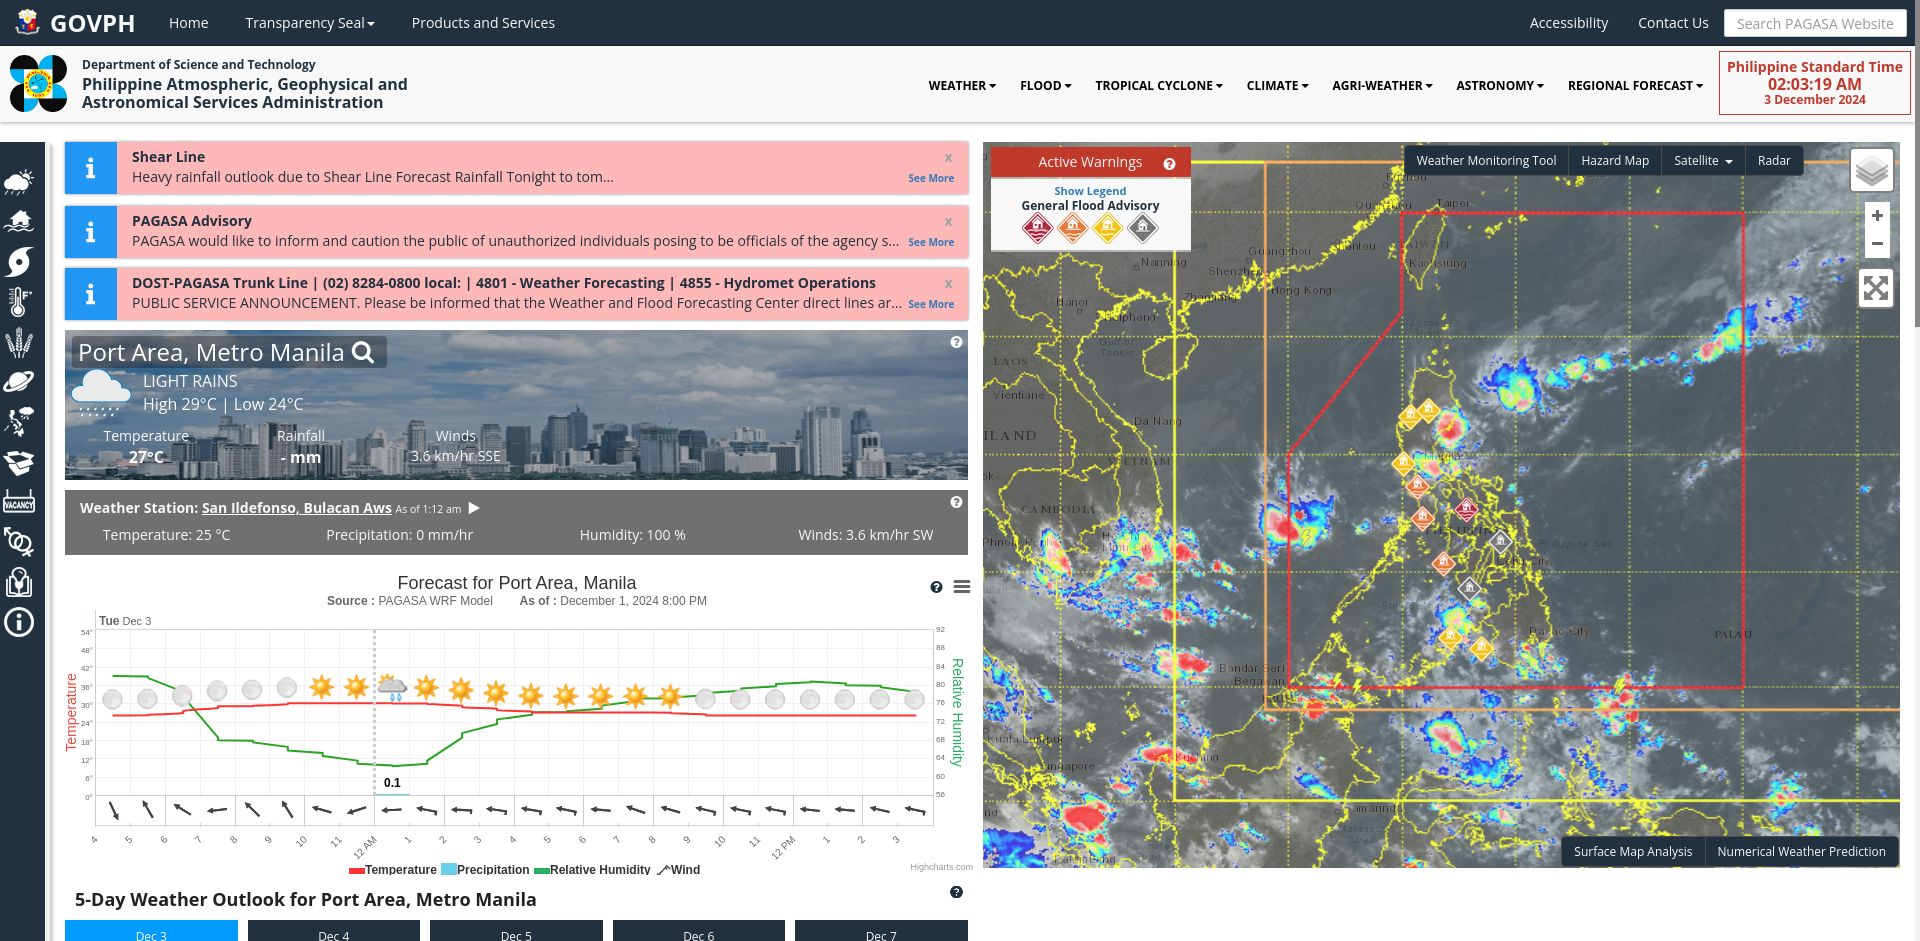 GOVPH
Home
Transparency Seal
Products and Services
Accessibility
Contact Us
Search PAGASA Website
Department of Science and Technology
Philippine Atmospheric, Geophysical and
Astronomical Services Administration
WEATHER
FLOOD
TROPICAL CYCLONE
CLIMATE
AGRI-WEATHER
ASTRONOMY
REGIONAL FORECAST
Philippine Standard Time
02:03:19 AM
3 December 2024
Shear Line
x
Heavy rainfall outlook due to Shear Line Forecast Rainfall Tonight to tom...
See More
PAGASA Advisory
x
PAGASA would like to inform and caution the public of unauthorized individuals posing to be officials of the agency s...
See More
DOST-PAGASA Trunk Line | (02) 8284-0800 local: | 4801 - Weather Forecasting | 4855 - Hydromet Operations
x
PUBLIC SERVICE ANNOUNCEMENT. Please be informed that the Weather and Flood Forecasting Center direct lines ar...
See More
Port Area, Metro Manila
LIGHT RAINS
High 29°C | Low 24°C
Temperature
27°C
Rainfall
- mm
Winds
3.6 km/hr SSE
Weather Station: San Ildefonso, Bulacan Aws As of 1:12 am
Temperature: 25 °C
Precipitation: 0 mm/hr
Humidity: 100 %
Winds: 3.6 km/hr SW
Forecast for Port Area, Manila
Source : PAGASA WRF Model As of : December 1, 2024 8:00 PM
Tue Dec 3
54°
48°
42°
36°
30°
24°
18°
12°
6°
0°
Temperature
92
88
84
80
76
72
68
64
60
56
Relative Humidity
0.1
4 5 6 7 8 9 10 11 12 AM 1 2 3 4 5 6 7 8 9 10 11 12 PM 1 2 3
Temperature Precipitation Relative Humidity Wind
Highcharts.com
5-Day Weather Outlook for Port Area, Metro Manila
Dec 3
Dec 4
Dec 5
Dec 6
Dec 7
Active Warnings
Show Legend
General Flood Advisory
Weather Monitoring Tool
Hazard Map
Satellite
Radar
+
−
Taipei
Guangzhou
Nanning
Shenzhen
Hong Kong
Kaohsiung
Hanoi
Gulf of
Tonkin
LAOS
Vientiane
Da Nang
VIETNAM
CAMBODIA
Philippine Sea
Davao City
PALAU
Bandar Seri
Begawan
Kuala Lumpur
Singapore
Kuching
Samarinda
Surface Map Analysis
Numerical Weather Prediction